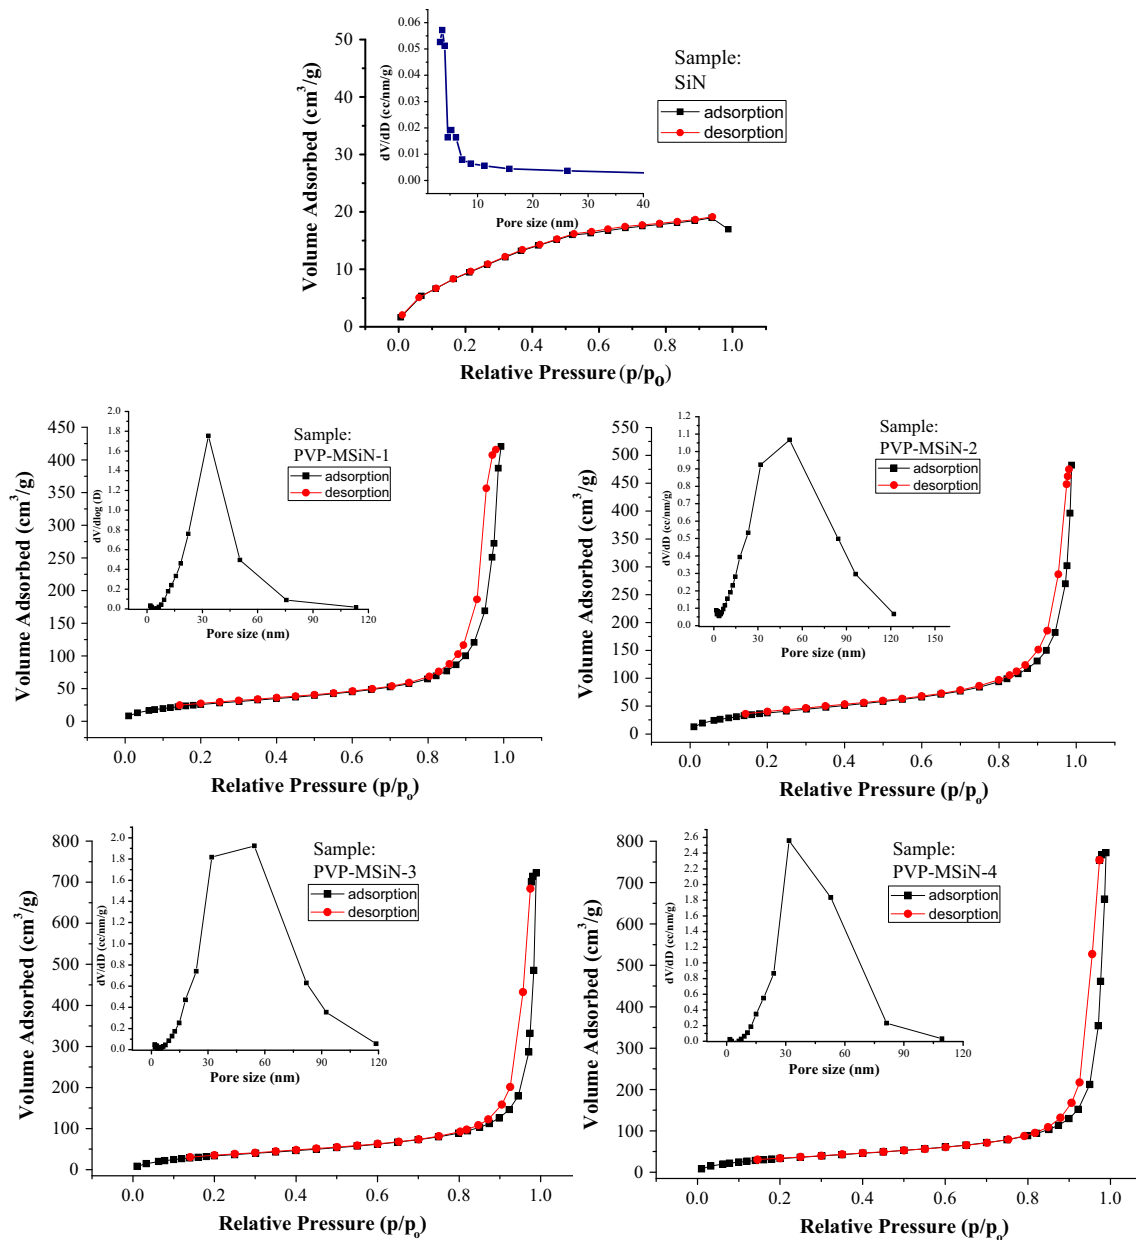 Sample:
SiN
adsorption
desorption
Volume Adsorbed (cm³/g)
50
40
30
20
10
0
0.0 0.2 0.4 0.6 0.8 1.0
Relative Pressure (p/p₀)
dV/dD (cc/nm/g)
0.06
0.05
0.04
0.03
0.02
0.01
0.00
10 20 30 40
Pore size (nm)
Sample:
PVP-MSiN-1
adsorption
desorption
Volume Adsorbed (cm³/g)
450
400
350
300
250
200
150
100
50
0
0.0 0.2 0.4 0.6 0.8 1.0
Relative Pressure (p/pₒ)
dV/dlog (D)
2.0
1.8
1.6
1.4
1.2
1.0
0.8
0.6
0.4
0.2
0.0
0 30 60 90 120
Pore size (nm)
Sample:
PVP-MSiN-2
adsorption
desorption
Volume Adsorbed (cm³/g)
550
500
450
400
350
300
250
200
150
100
50
0
0.0 0.2 0.4 0.6 0.8 1.0
Relative Pressure (p/pₒ)
dV/dD (cc/nm/g)
1.2
1.1
1.0
0.9
0.8
0.7
0.6
0.5
0.4
0.3
0.2
0.1
0.0
0 30 60 90 120 150
Pore size (nm)
Sample:
PVP-MSiN-3
adsorption
desorption
Volume Adsorbed (cm³/g)
800
700
600
500
400
300
200
100
0
0.0 0.2 0.4 0.6 0.8 1.0
Relative Pressure (p/pₒ)
dV/dD (cc/nm/g)
2.0
1.8
1.6
1.4
1.2
1.0
0.8
0.6
0.4
0.2
0.0
0 30 60 90 120
Pore size (nm)
Sample:
PVP-MSiN-4
adsorption
desorption
Volume Adsorbed (cm³/g)
800
700
600
500
400
300
200
100
0
0.0 0.2 0.4 0.6 0.8 1.0
Relative Pressure (p/pₒ)
dV/dD (cc/nm/g)
2.6
2.4
2.2
2.0
1.8
1.6
1.4
1.2
1.0
0.8
0.6
0.4
0.2
0.0
0 30 60 90 120
Pore size (nm)